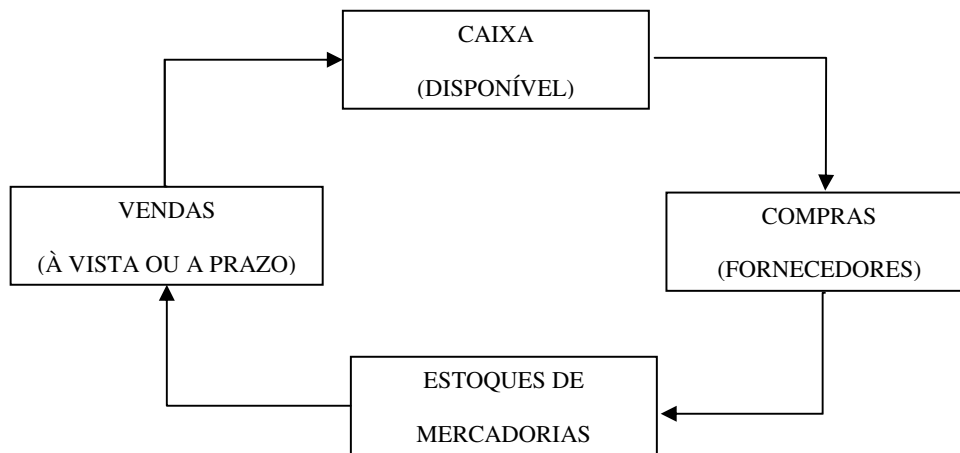 CAIXA
(DISPONÍVEL)
VENDAS
(À VISTA OU A PRAZO)
COMPRAS
(FORNECEDORES)
ESTOQUES DE
MERCADORIAS